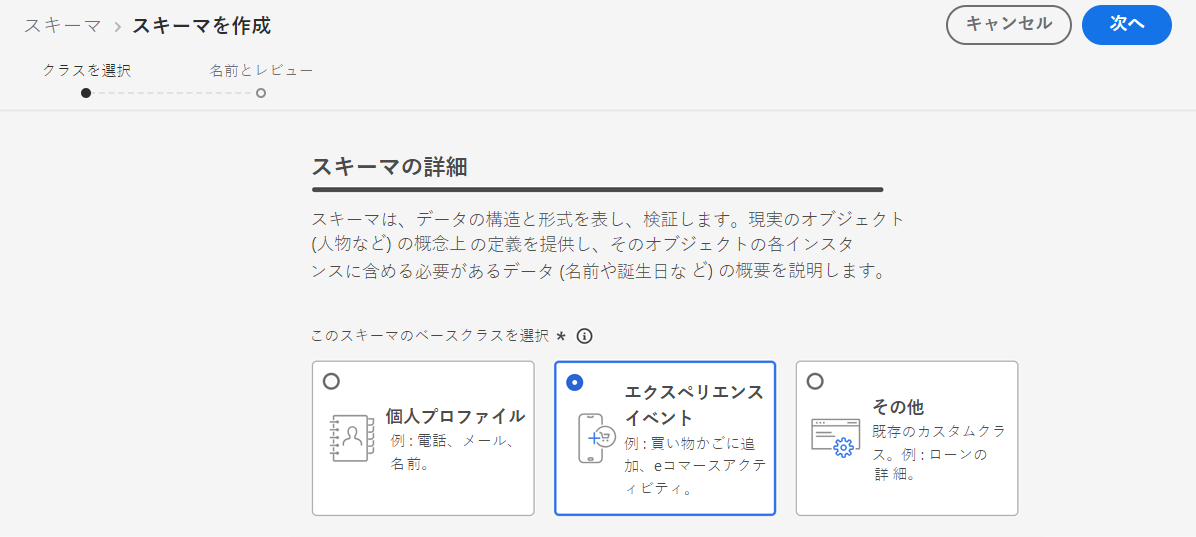 スキーマ > スキーマを作成
キャンセル
次へ
クラスを選択
名前とレビュー
スキーマの詳細
スキーマは、データの構造と形式を表し、検証します。現実のオブジェクト
(人物など) の概念上 の定義を提供し、そのオブジェクトの各インスタ
ンスに含める必要があるデータ (名前や誕生日な ど) の概要を説明します。
このスキーマのベースクラスを選択 *
個人プロファイル
例 : 電話、メール、
名前。
エクスペリエンス
イベント
例 : 買い物かごに追
加、eコマースアクテ
ィビティ。
その他
既存のカスタムクラ
ス。例 : ローンの
詳 細。